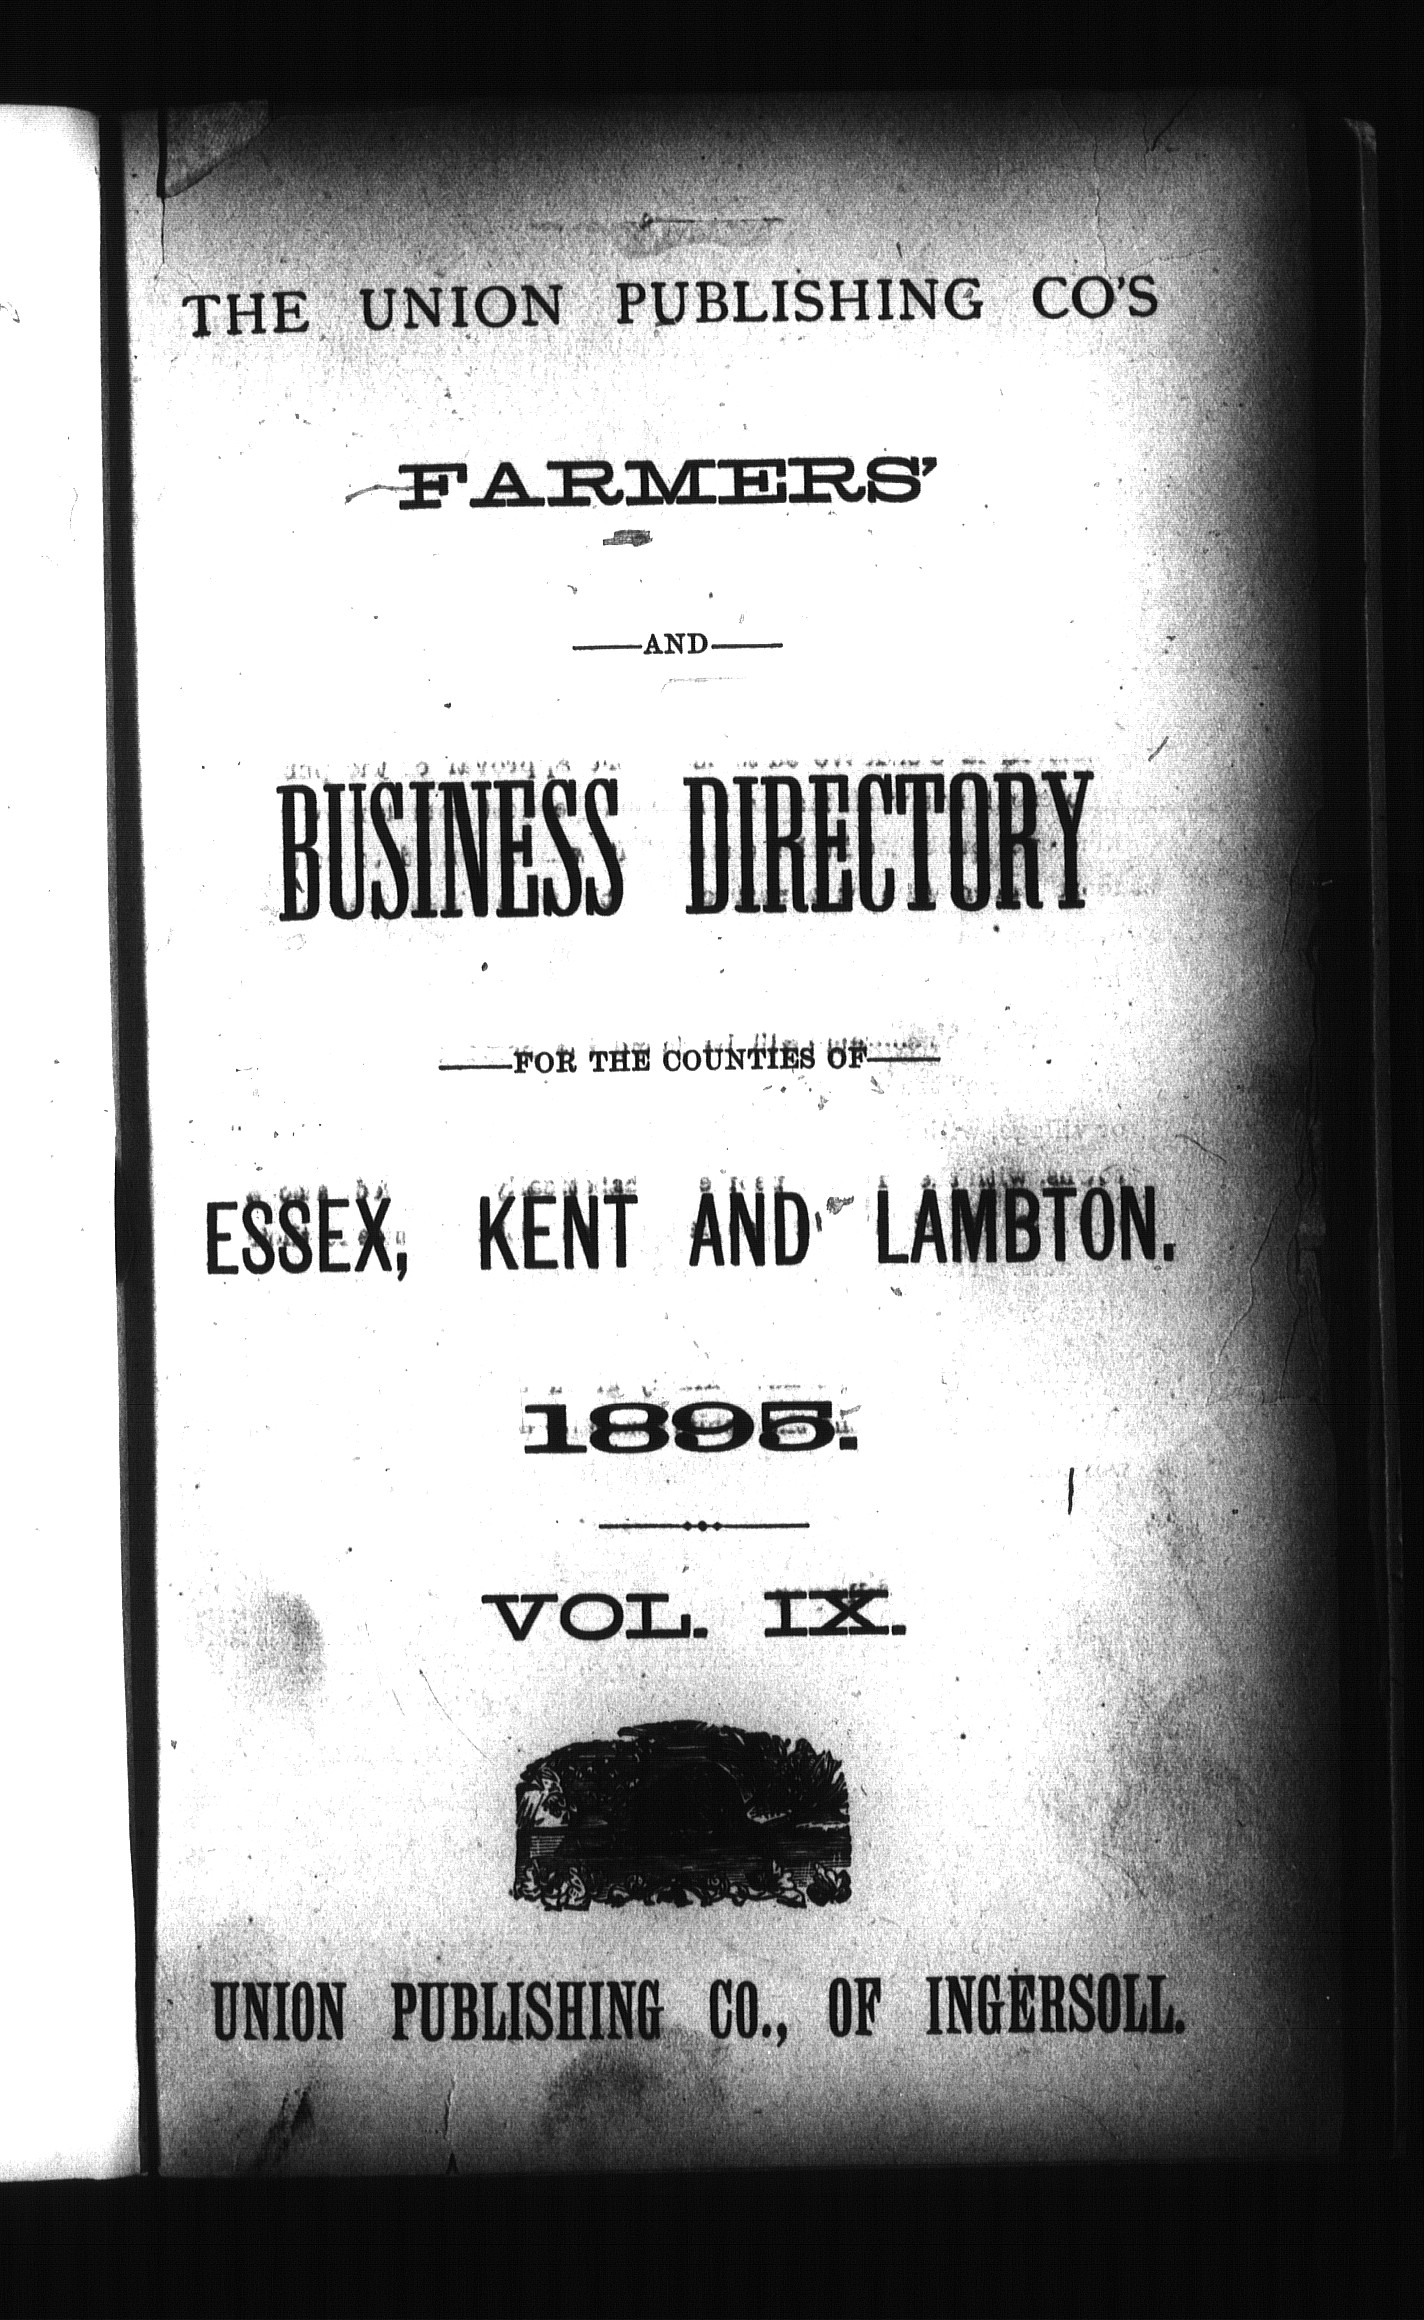 THE UNION PUBLISHING CO'S
FARMERS'
AND
BUSINESS DIRECTORY
FOR THE COUNTIES OF
ESSEX, KENT AND LAMBTON.
1895.
VOL. IX.
UNION PUBLISHING CO., OF INGERSOLL.